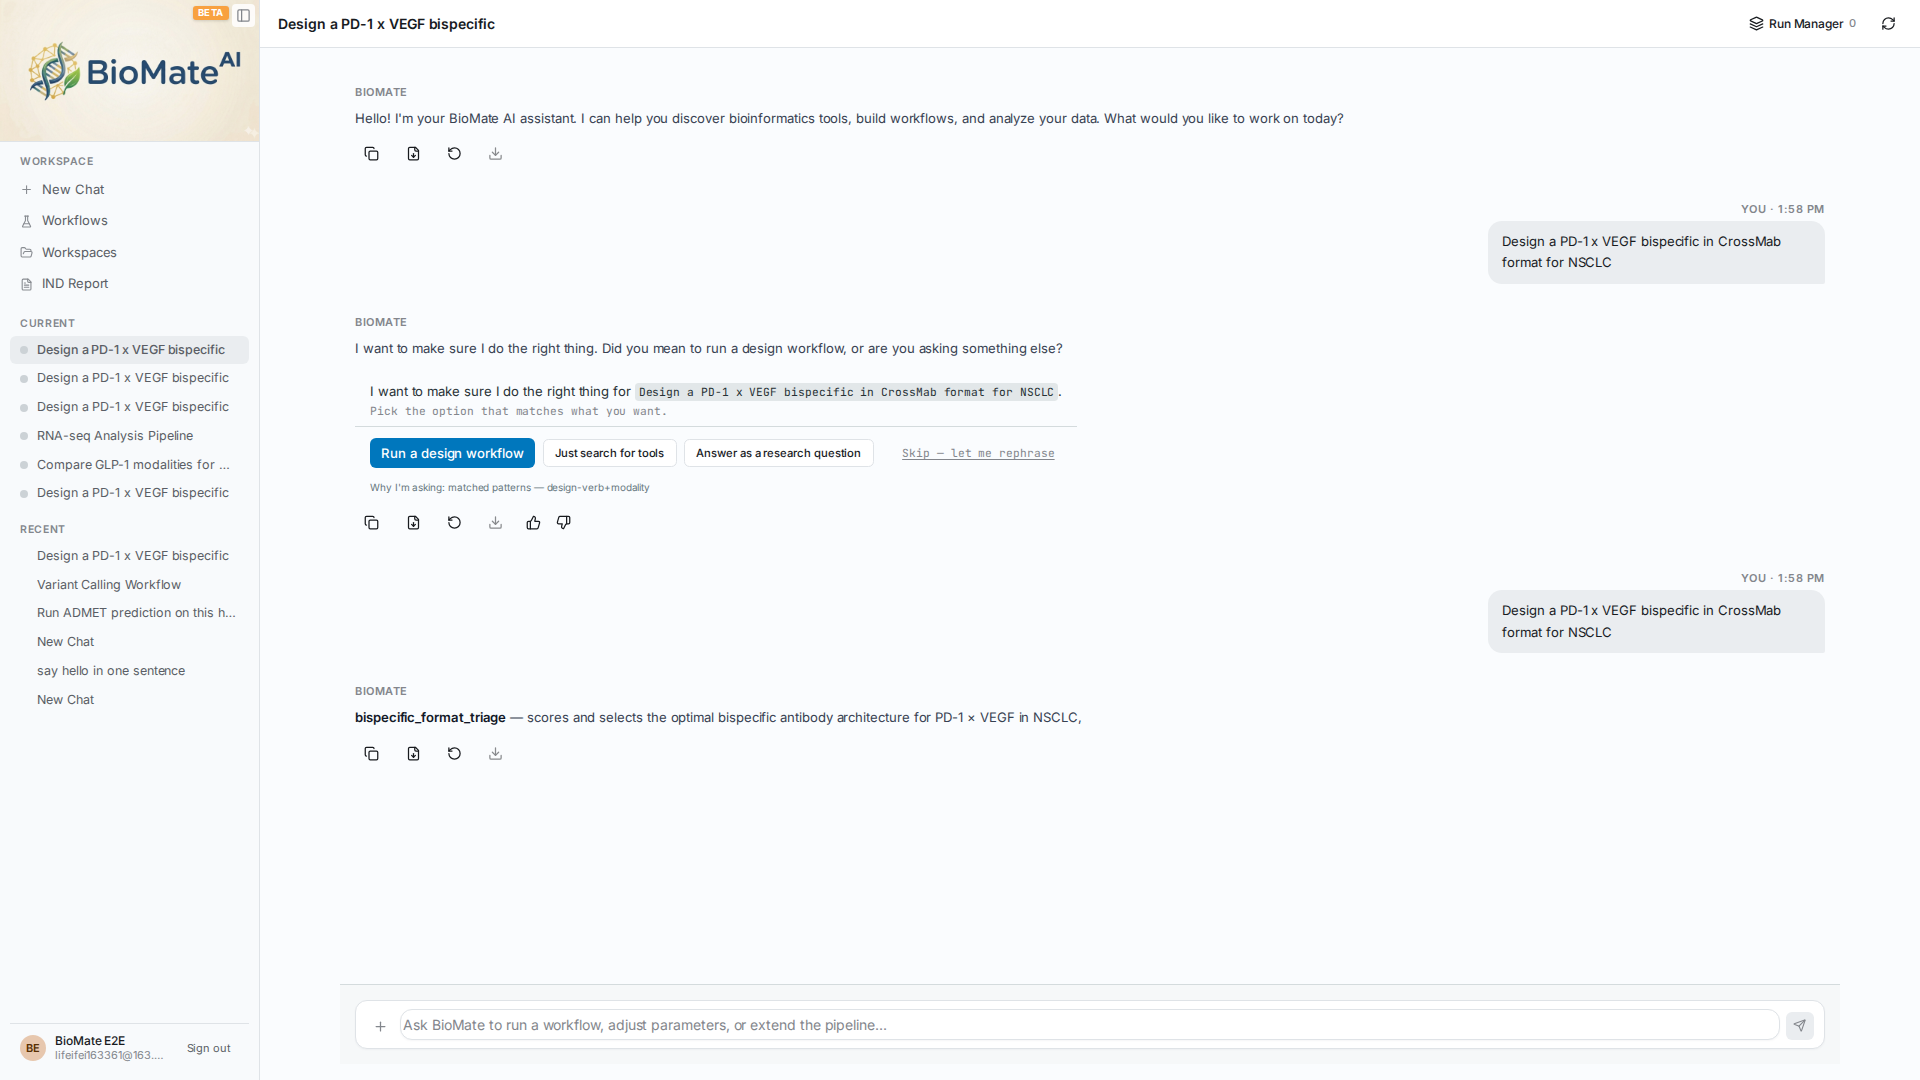 BETA
BioMate AI
WORKSPACE
New Chat
Workflows
Workspaces
IND Report
CURRENT
Design a PD-1 x VEGF bispecific
Design a PD-1 x VEGF bispecific
Design a PD-1 x VEGF bispecific
RNA-seq Analysis Pipeline
Compare GLP-1 modalities for ...
Design a PD-1 x VEGF bispecific
RECENT
Design a PD-1 x VEGF bispecific
Variant Calling Workflow
Run ADMET prediction on this h...
New Chat
say hello in one sentence
New Chat
BE
BioMate E2E
lifeifei163361@163....
Sign out
Design a PD-1 x VEGF bispecific
Run Manager 0
BIOMATE
Hello! I'm your BioMate AI assistant. I can help you discover bioinformatics tools, build workflows, and analyze your data. What would you like to work on today?
YOU · 1:58 PM
Design a PD-1 x VEGF bispecific in CrossMab
format for NSCLC
BIOMATE
I want to make sure I do the right thing. Did you mean to run a design workflow, or are you asking something else?
I want to make sure I do the right thing for Design a PD-1 x VEGF bispecific in CrossMab format for NSCLC.
Pick the option that matches what you want.
Run a design workflow
Just search for tools
Answer as a research question
Skip — let me rephrase
Why I'm asking: matched patterns — design-verb+modality
YOU · 1:58 PM
Design a PD-1 x VEGF bispecific in CrossMab
format for NSCLC
BIOMATE
bispecific_format_triage — scores and selects the optimal bispecific antibody architecture for PD-1 × VEGF in NSCLC,
Ask BioMate to run a workflow, adjust parameters, or extend the pipeline...